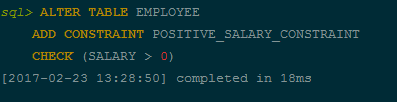 sql> ALTER TABLE EMPLOYEE
ADD CONSTRAINT POSITIVE_SALARY_CONSTRAINT
CHECK (SALARY > 0)
[2017-02-23 13:28:50] completed in 18ms